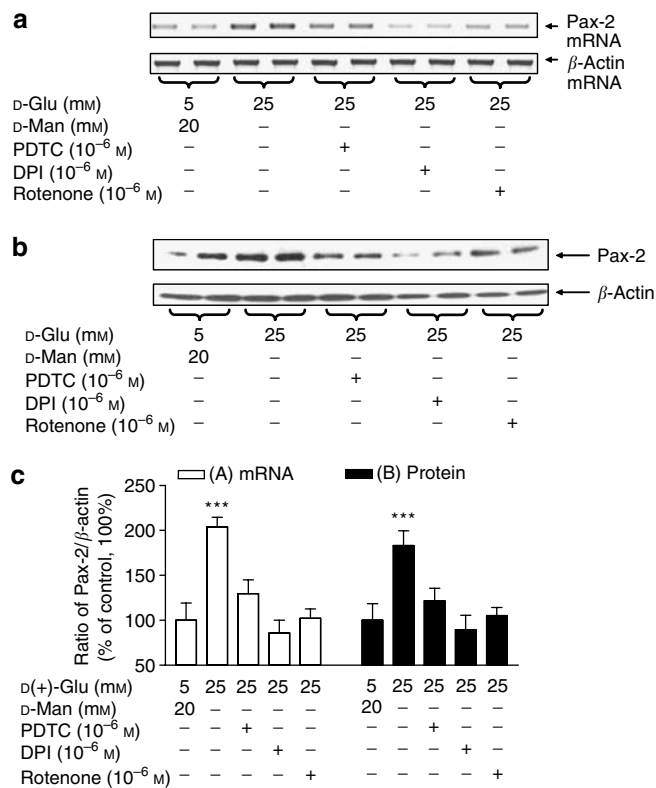 a
Pax-2
mRNA
β-Actin
mRNA
D-Glu (mM) 5 25 25 25 25
D-Man (mM) 20 – – – –
PDTC (10⁻⁶ M) – – + – –
DPI (10⁻⁶ M) – – – + –
Rotenone (10⁻⁶ M) – – – – +
b
Pax-2
β-Actin
D-Glu (mM) 5 25 25 25 25
D-Man (mM) 20 – – – –
PDTC (10⁻⁶ M) – – + – –
DPI (10⁻⁶ M) – – – + –
Rotenone (10⁻⁶ M) – – – – +
c
(A) mRNA (B) Protein
Ratio of Pax-2/β-actin
(% of control, 100%)
250
200
150
100
50
*** ***
D(+)-Glu (mM) 5 25 25 25 25 5 25 25 25 25
D-Man (mM) 20 – – – – 20 – – – –
PDTC (10⁻⁶ M) – – + – – – – + – –
DPI (10⁻⁶ M) – – – + – – – – + –
Rotenone (10⁻⁶ M) – – – – + – – – – +